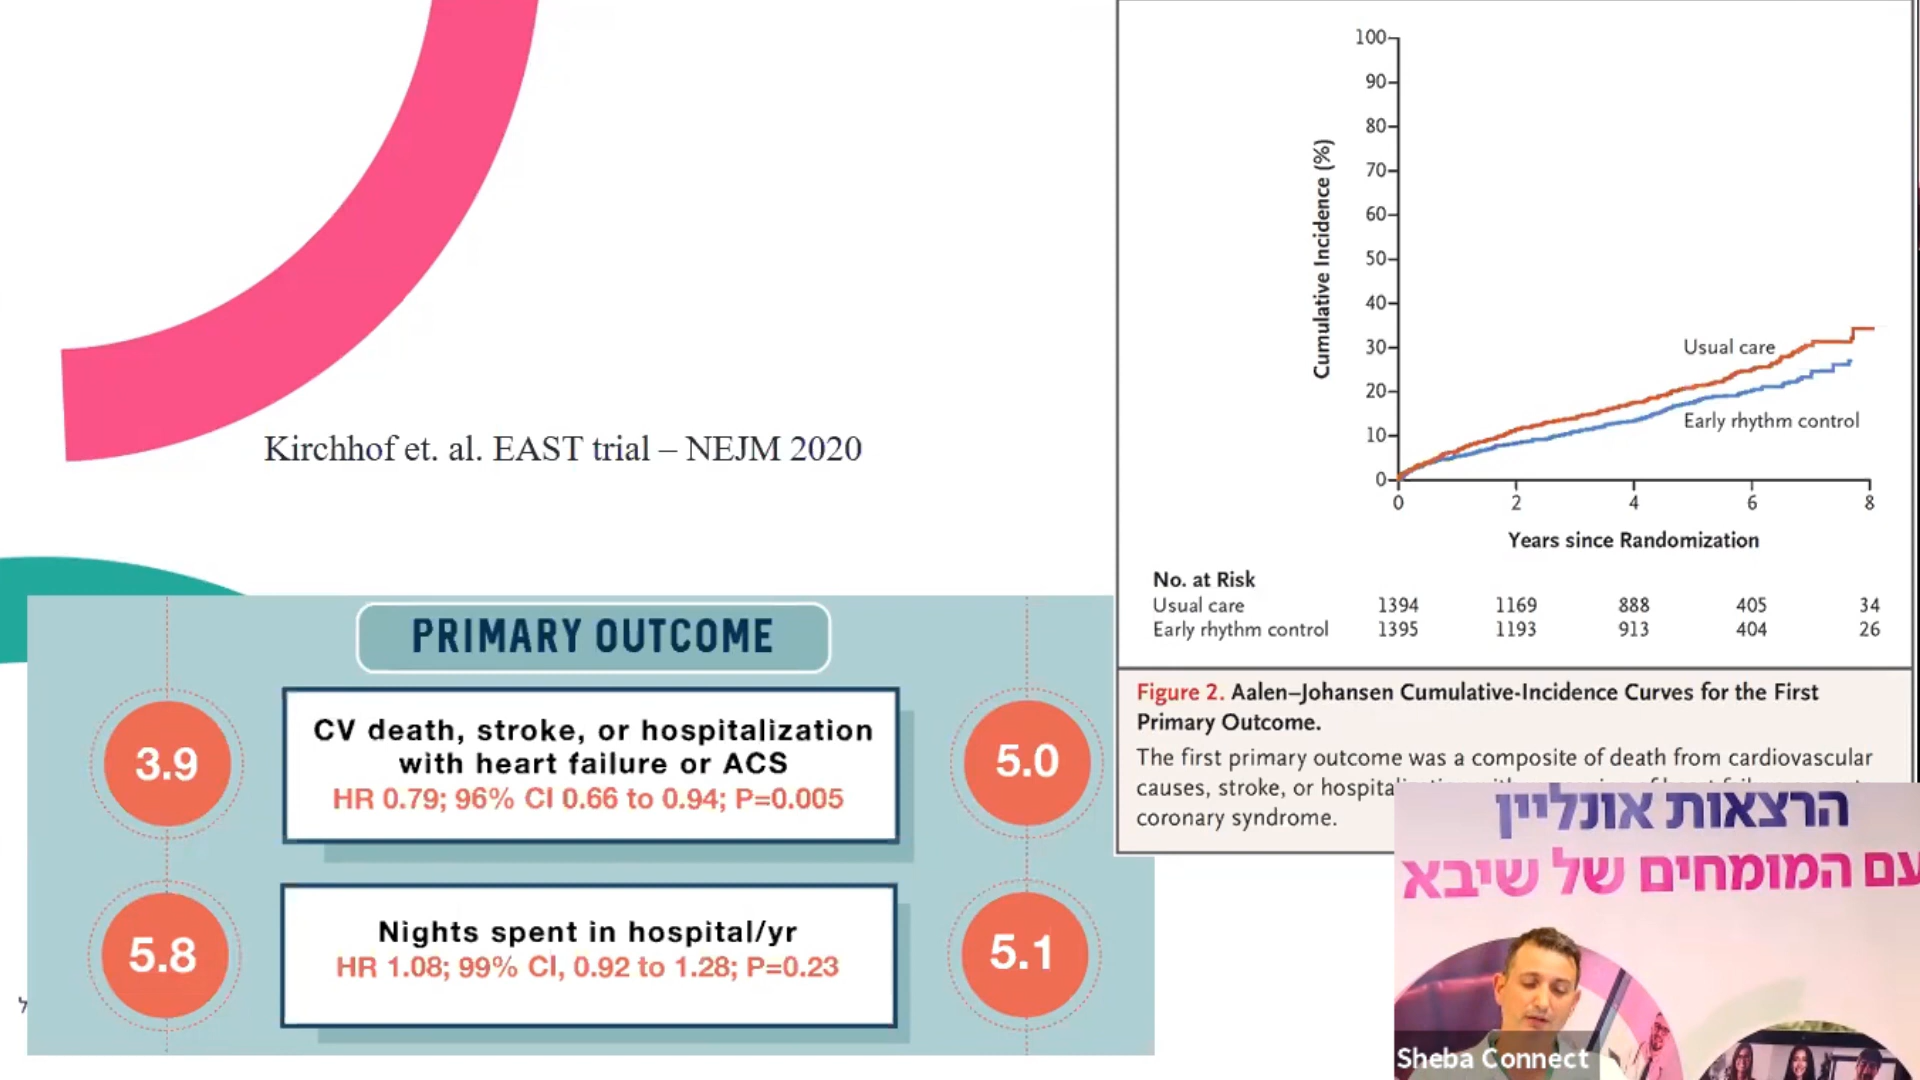 Kirchhof et. al. EAST trial – NEJM 2020
PRIMARY OUTCOME
3.9
CV death, stroke, or hospitalization
with heart failure or ACS
HR 0.79; 96% CI 0.66 to 0.94; P=0.005
5.0
5.8
Nights spent in hospital/yr
HR 1.08; 99% CI, 0.92 to 1.28; P=0.23
5.1
Cumulative Incidence (%)
100
90
80
70
60
50
40
30
20
10
0
Usual care
Early rhythm control
0 2 4 6 8
Years since Randomization
No. at Risk
Usual care 1394 1169 888 405 34
Early rhythm control 1395 1193 913 404 26
Figure 2. Aalen–Johansen Cumulative-Incidence Curves for the First
Primary Outcome.
The first primary outcome was a composite of death from cardiovascular
causes, stroke, or
coronary syndrome.
הרצאות אונליין
עם המומחים של שיבא
Sheba Connect